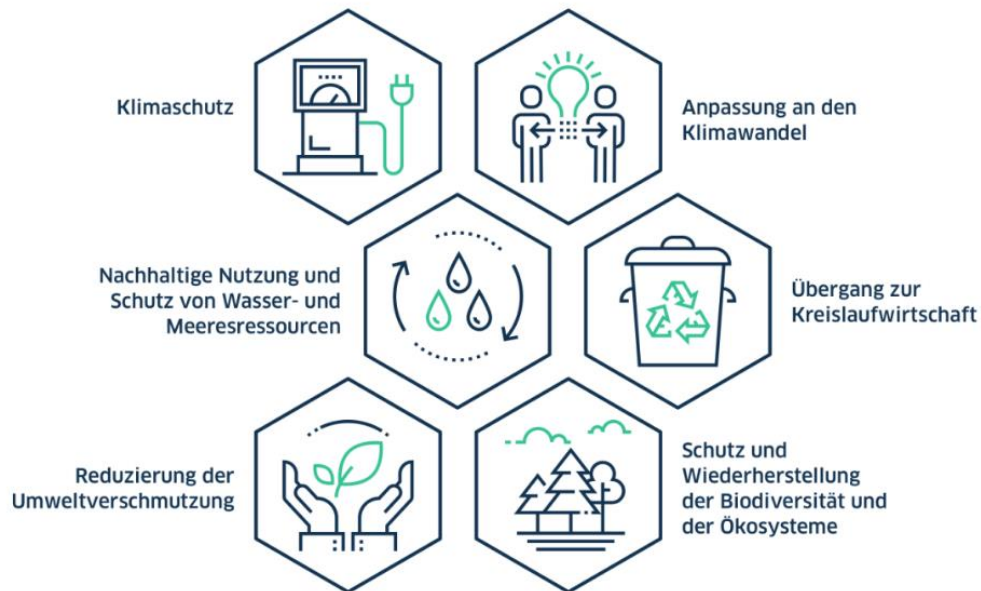 Klimaschutz
Anpassung an den
Klimawandel
Nachhaltige Nutzung und
Schutz von Wasser- und
Meeresressourcen
Übergang zur
Kreislaufwirtschaft
Reduzierung der
Umweltverschmutzung
Schutz und
Wiederherstellung
der Biodiversität und
der Ökosysteme